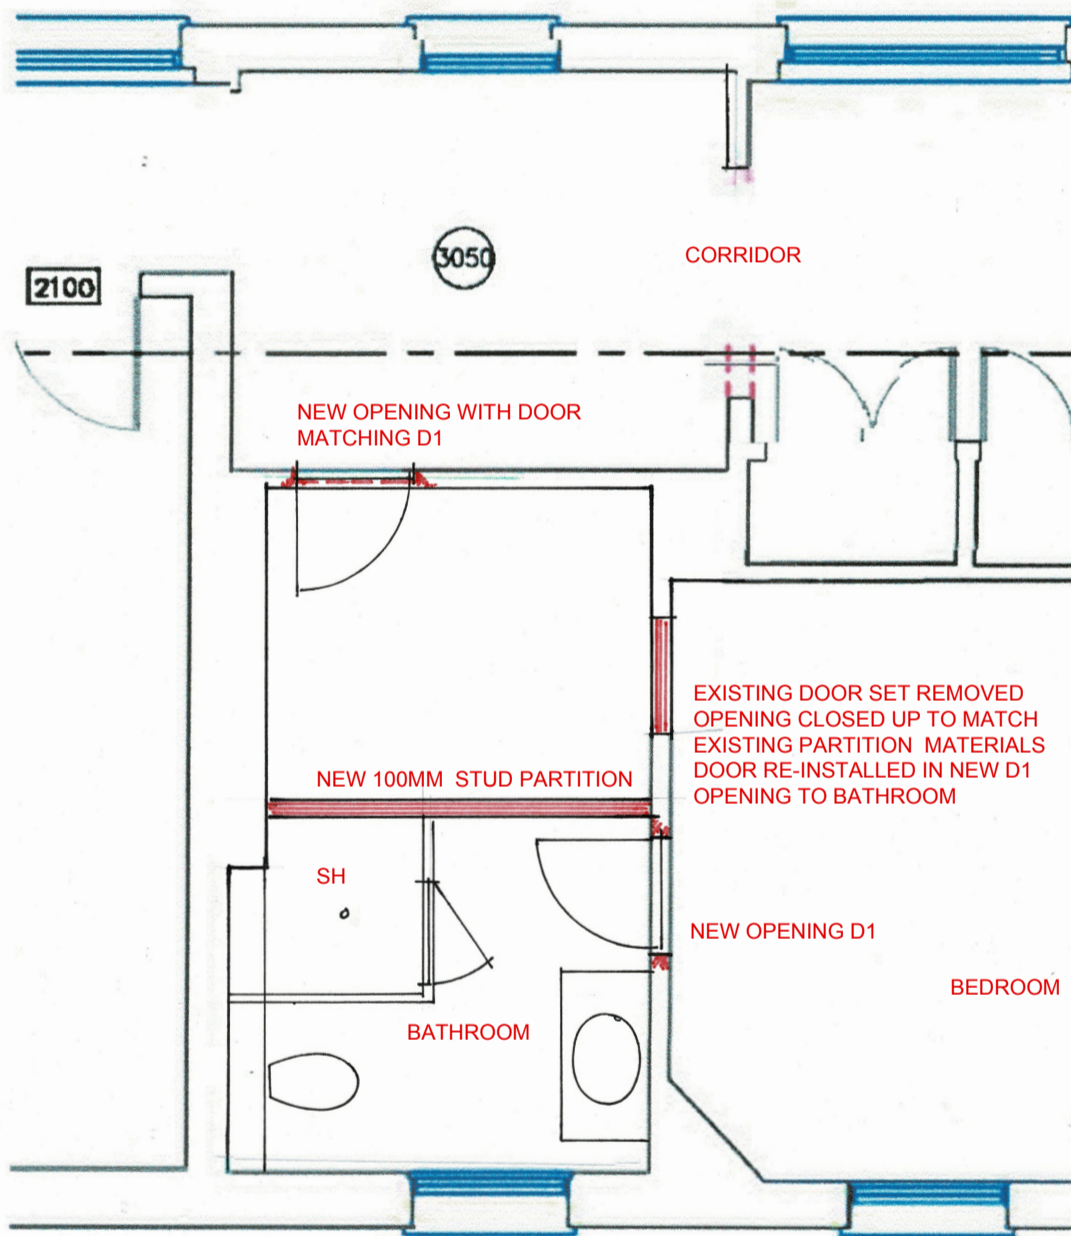 3050
CORRIDOR
2100
NEW OPENING WITH DOOR
MATCHING D1
EXISTING DOOR SET REMOVED
OPENING CLOSED UP TO MATCH
EXISTING PARTITION MATERIALS
DOOR RE-INSTALLED IN NEW D1
OPENING TO BATHROOM
NEW 100MM STUD PARTITION
SH
NEW OPENING D1
BEDROOM
BATHROOM